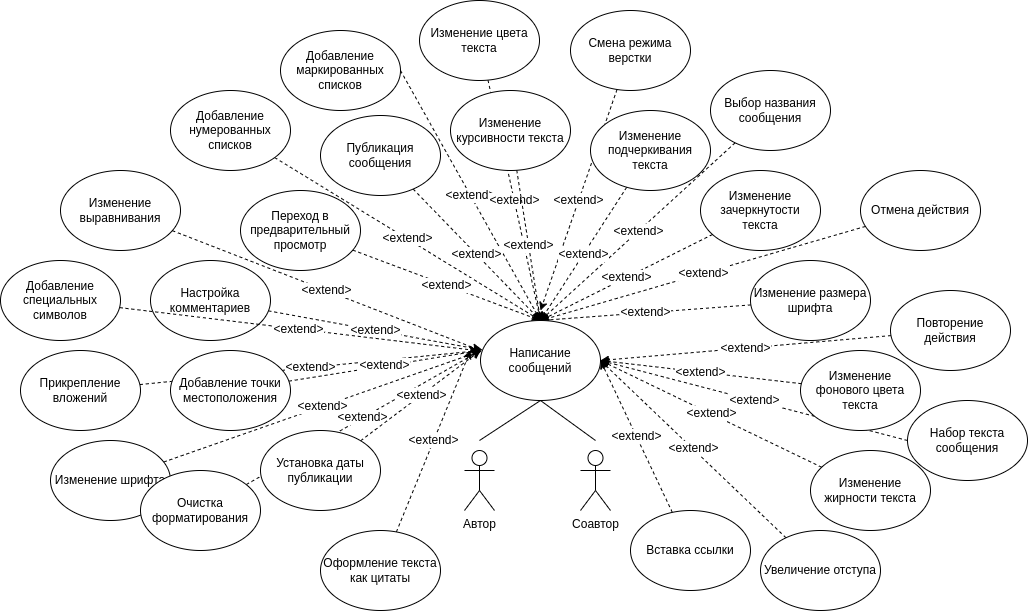 Изменение цвета
текста
Смена режима
верстки
Добавление
маркированных
списков
Выбор названия
сообщения
Добавление
нумерованных
списков
Изменение
курсивности текста
Изменение
подчеркивания
текста
Публикация
сообщения
Изменение
выравнивания
Переход в
предварительный
просмотр
Изменение
зачеркнутости
текста
Отмена действия
<extend>
<extend>
<extend>
<extend>
<extend>
<extend>
<extend>
<extend>
<extend>
<extend>
<extend>
<extend>
Добавление
специальных
символов
Настройка
комментариев
<extend>
Изменение размера
шрифта
<extend>
<extend>
<extend>
Повторение
действия
<extend>
Написание
сообщений
Прикрепление
вложений
Добавление точки
местоположения
<extend>
<extend>
<extend>
Изменение
фонового цвета
текста
<extend>
<extend>
<extend>
<extend>
<extend>
<extend>
<extend>
<extend>
Набор текста
сообщения
Изменение шрифта
Установка даты
публикации
<extend>
Изменение
жирности текста
Очистка
форматирования
Автор
Соавтор
Оформление текста
как цитаты
Вставка ссылки
Увеличение отступа